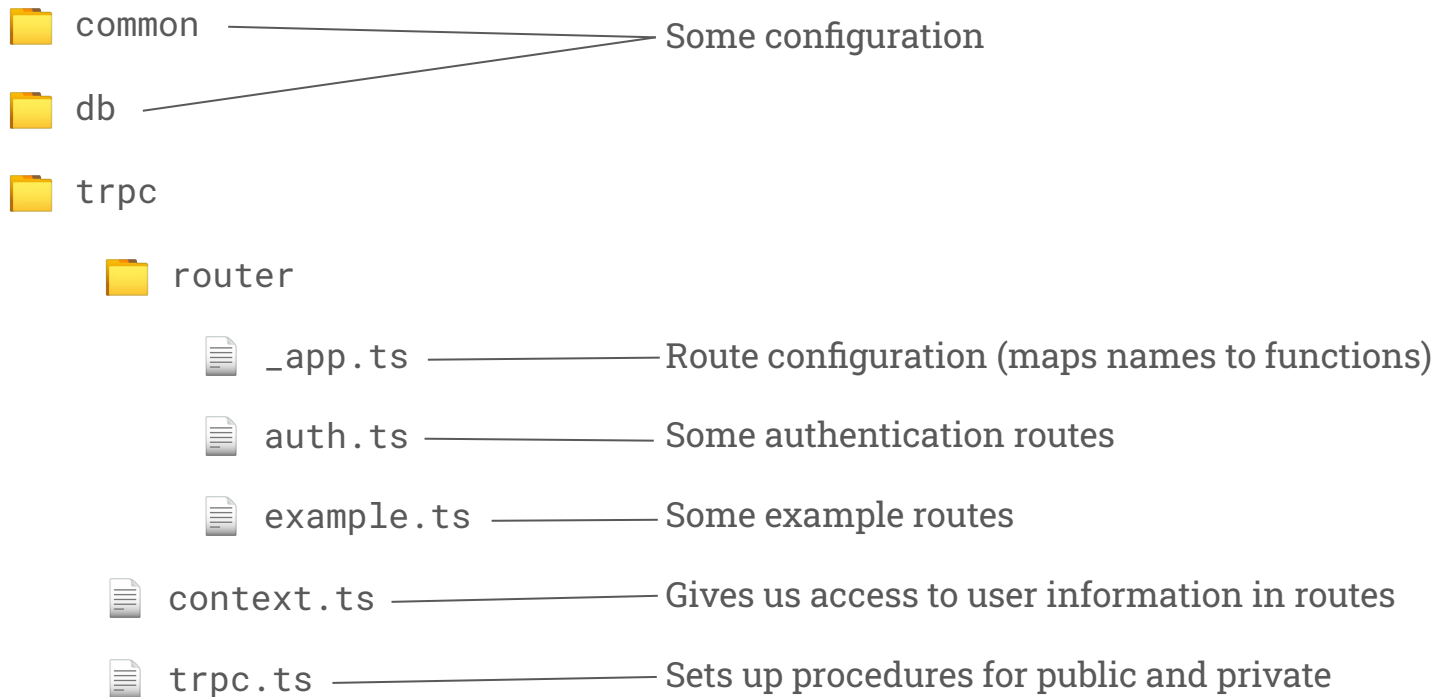 common
Some configuration
db
trpc
router
_app.ts
Route configuration (maps names to functions)
auth.ts
Some authentication routes
example.ts
Some example routes
context.ts
Gives us access to user information in routes
trpc.ts
Sets up procedures for public and private